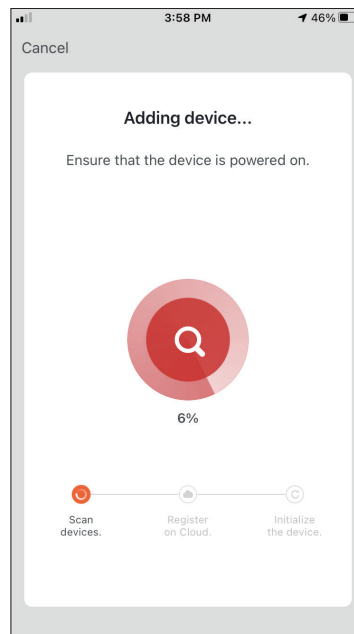 3:58 PM
46%
Cancel
Adding device...
Ensure that the device is powered on.
6%
Scan
devices.
Register
on Cloud.
Initialize
the device.